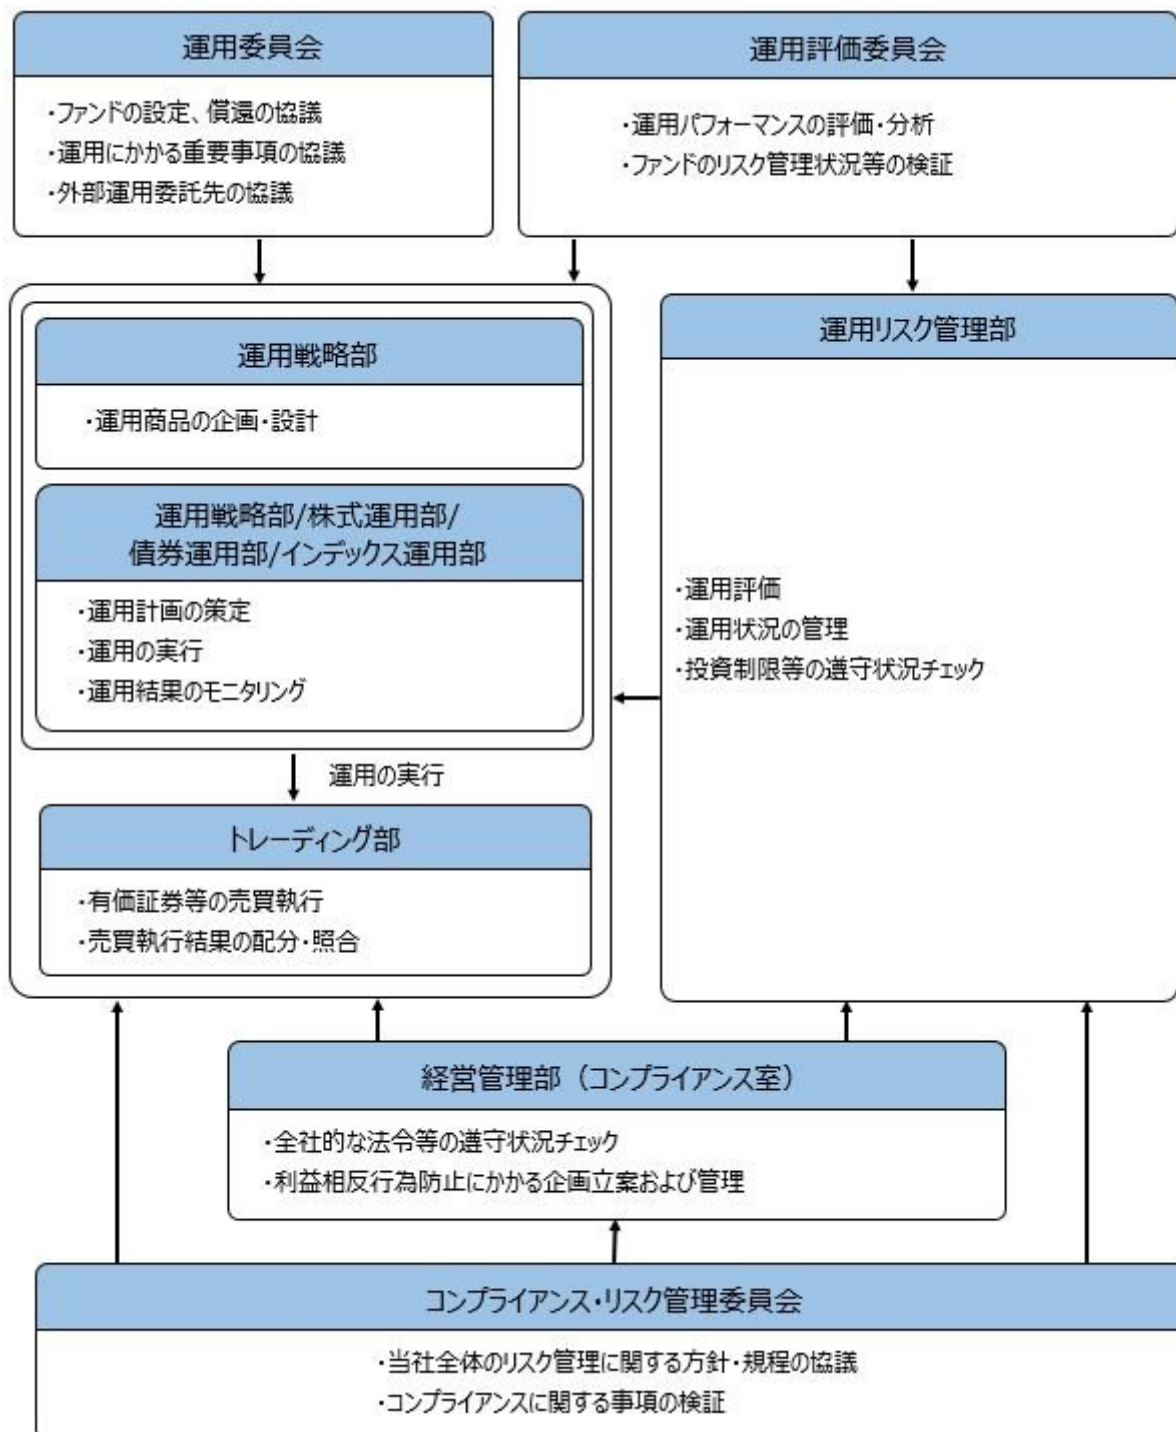 運用委員会
・ファンドの設定、償還の協議
・運用にかかる重要事項の協議
・外部運用委託先の協議
運用評価委員会
・運用パフォーマンスの評価・分析
・ファンドのリスク管理状況等の検証
運用戦略部
・運用商品の企画・設計
運用戦略部/株式運用部/
債券運用部/インデックス運用部
・運用計画の策定
・運用の実行
・運用結果のモニタリング
運用の実行
トレーディング部
・有価証券等の売買執行
・売買執行結果の配分・照合
運用リスク管理部
・運用評価
・運用状況の管理
・投資制限等の遵守状況チェック
経営管理部（コンプライアンス室）
・全社的な法令等の遵守状況チェック
・利益相反行為防止にかかる企画立案および管理
コンプライアンス・リスク管理委員会
・当社全体のリスク管理に関する方針・規程の協議
・コンプライアンスに関する事項の検証